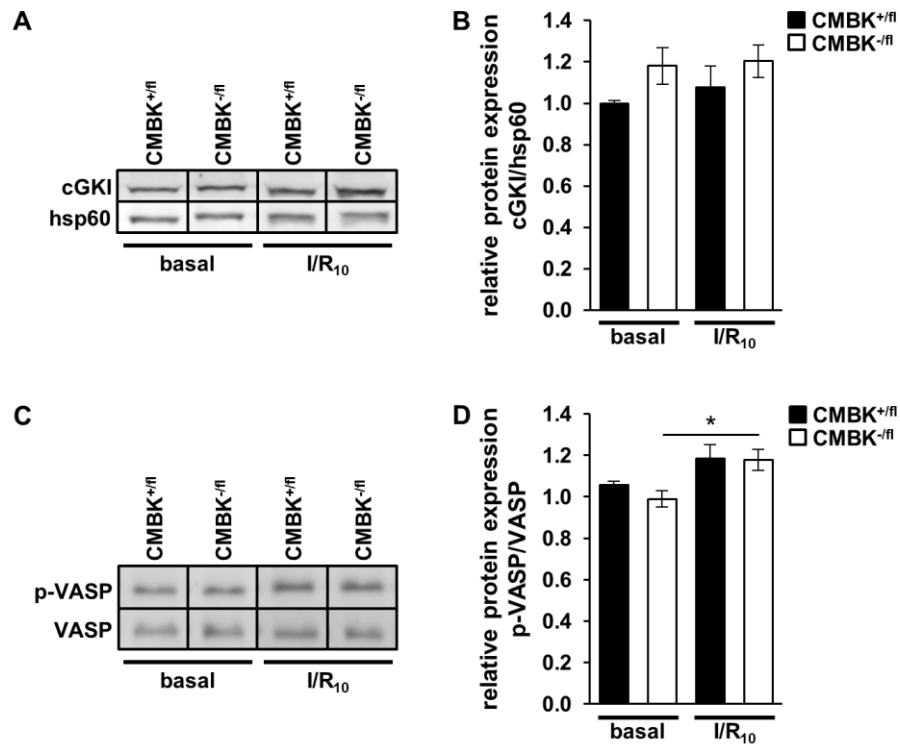 A
CMBK+/fl
CMBK-/fl
CMBK+/fl
CMBK-/fl
cGKI
hsp60
basal
I/R10
B
CMBK+/fl
CMBK-/fl
relative protein expression
cGKI/hsp60
1.4
1.2
1.0
0.8
0.6
0.4
0.2
0.0
basal
I/R10
C
CMBK+/fl
CMBK-/fl
CMBK+/fl
CMBK-/fl
p-VASP
VASP
basal
I/R10
D
CMBK+/fl
CMBK-/fl
relative protein expression
p-VASP/VASP
1.4
1.2
1.0
0.8
0.6
0.4
0.2
0.0
*
basal
I/R10